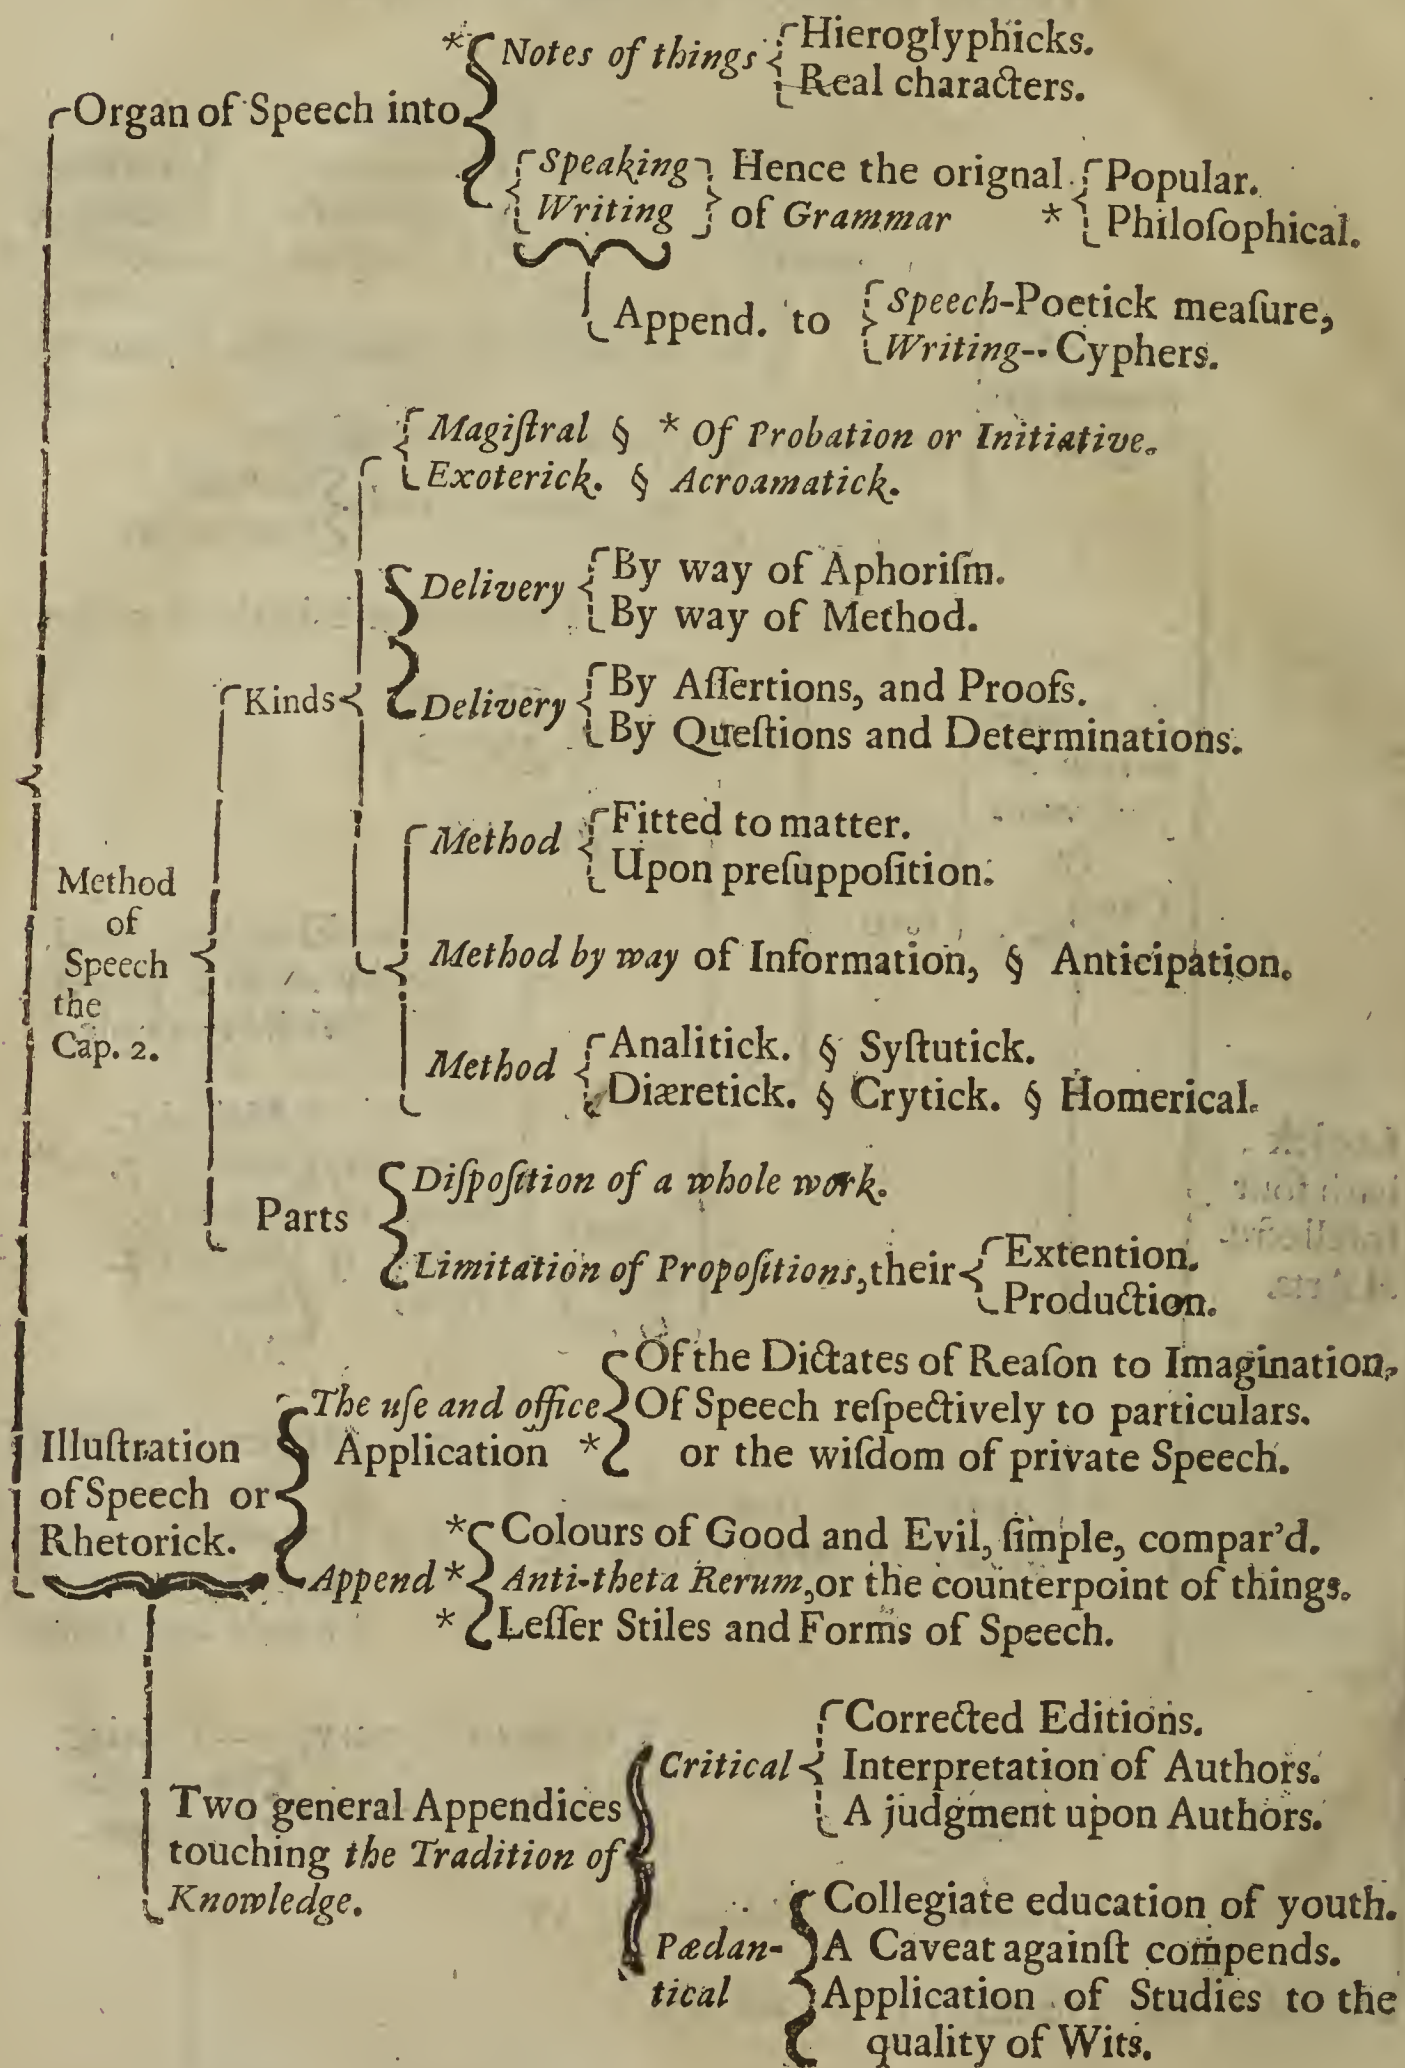 * Notes of things Hieroglyphicks.
Real characters.
Organ of Speech into
Speaking Hence the orignal Popular.
Writing of Grammar * Philoſophical.
Append. to Speech-Poetick meaſure,
Writing-- Cyphers.
Magiſtral § * Of Probation or Initiative.
Exoterick. § Acroamatick.
Delivery By way of Aphoriſm.
By way of Method.
Kinds
Delivery By Aſſertions, and Proofs.
By Queſtions and Determinations.
Method Fitted to matter.
Upon preſuppoſition.
Method
of
Speech
the
Cap. 2.
Method by way of Information, § Anticipation.
Method Analitick. § Syſtutick.
Diæretick. § Crytick. § Homerical.
Parts
Diſpoſition of a whole work.
Limitation of Propoſitions, their Extention.
Production.
Illuſtration
of Speech or
Rhetorick.
The uſe and office
Application *
Of the Dictates of Reaſon to Imagination,
Of Speech reſpectively to particulars.
or the wiſdom of private Speech.
Append *
* Colours of Good and Evil, ſimple, compar'd.
Anti-theta Rerum, or the counterpoint of things.
* Leſſer Stiles and Forms of Speech.
Two general Appendices
touching the Tradition of
Knowledge.
Critical
Corrected Editions.
Interpretation of Authors.
A judgment upon Authors.
Pædan-
tical
Collegiate education of youth.
A Caveat againſt compends.
Application of Studies to the
quality of Wits.